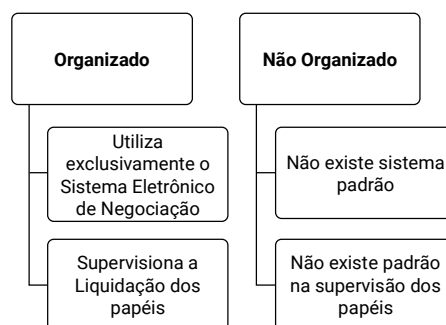 Organizado
Utiliza
exclusivamente o
Sistema Eletrônico
de Negociação
Supervisiona a
Liquidação dos
papéis
Não Organizado
Não existe sistema
padrão
Não existe padrão
na supervisão dos
papéis